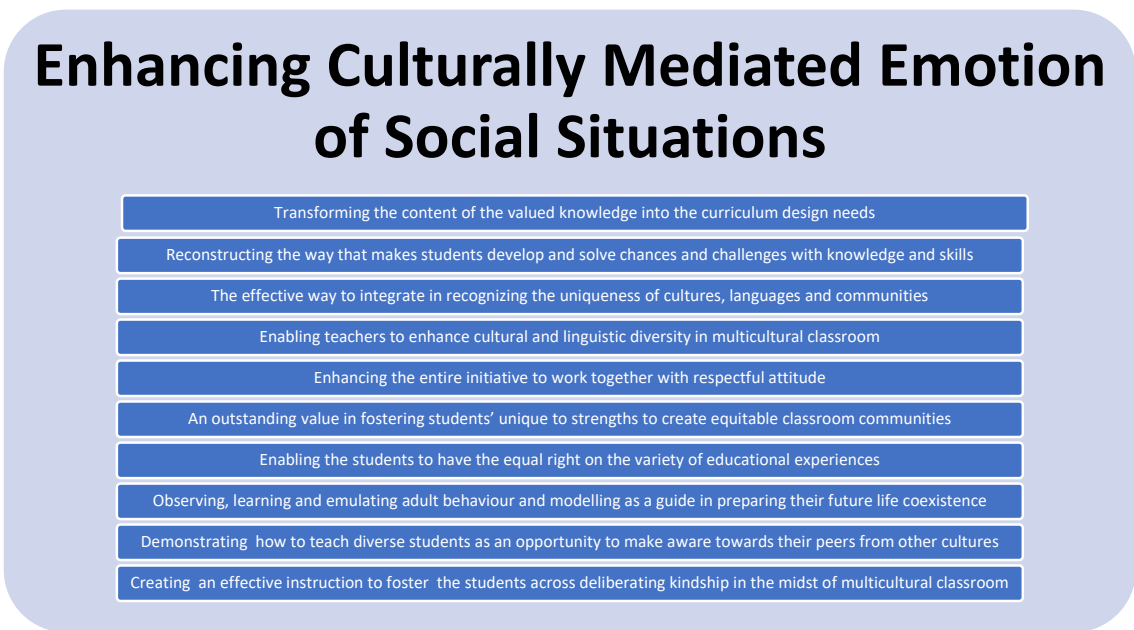 Enhancing Culturally Mediated Emotion
of Social Situations
Transforming the content of the valued knowledge into the curriculum design needs
Reconstructing the way that makes students develop and solve chances and challenges with knowledge and skills
The effective way to integrate in recognizing the uniqueness of cultures, languages and communities
Enabling teachers to enhance cultural and linguistic diversity in multicultural classroom
Enhancing the entire initiative to work together with respectful attitude
An outstanding value in fostering students’ unique to strengths to create equitable classroom communities
Enabling the students to have the equal right on the variety of educational experiences
Observing, learning and emulating adult behaviour and modelling as a guide in preparing their future life coexistence
Demonstrating  how to teach diverse students as an opportunity to make aware towards their peers from other cultures
Creating  an effective instruction to foster  the students across deliberating kindship in the midst of multicultural classroom